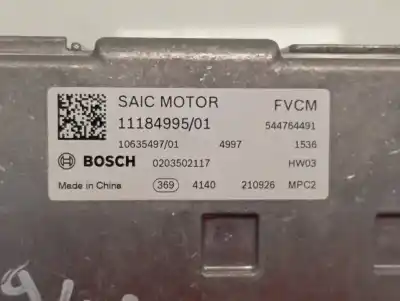 SAIC MOTOR FVCM
11184995/01 544764491
10635497/01 4997 1536
BOSCH 0203502117 HW03
Made in China 369 4140 210926 MPC2